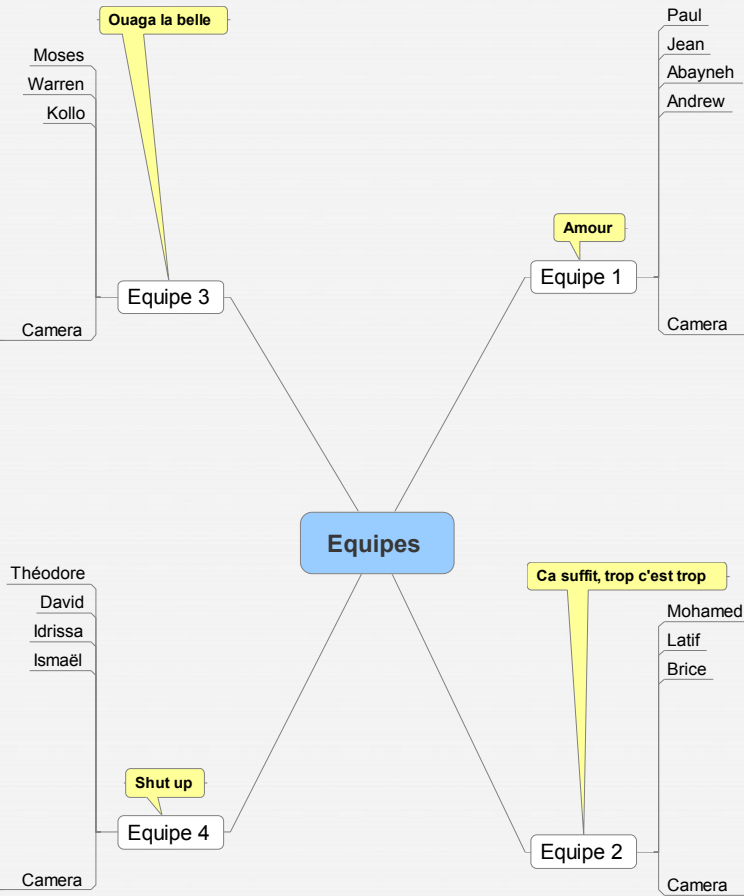 Ouaga la belle
Moses
Warren
Kollo
Equipe 3
Camera
Paul
Jean
Abayneh
Andrew
Amour
Equipe 1
Camera
Equipes
Théodore
David
Idrissa
Ismaël
Shut up
Equipe 4
Camera
Ca suffit, trop c'est trop
Mohamed
Latif
Brice
Equipe 2
Camera